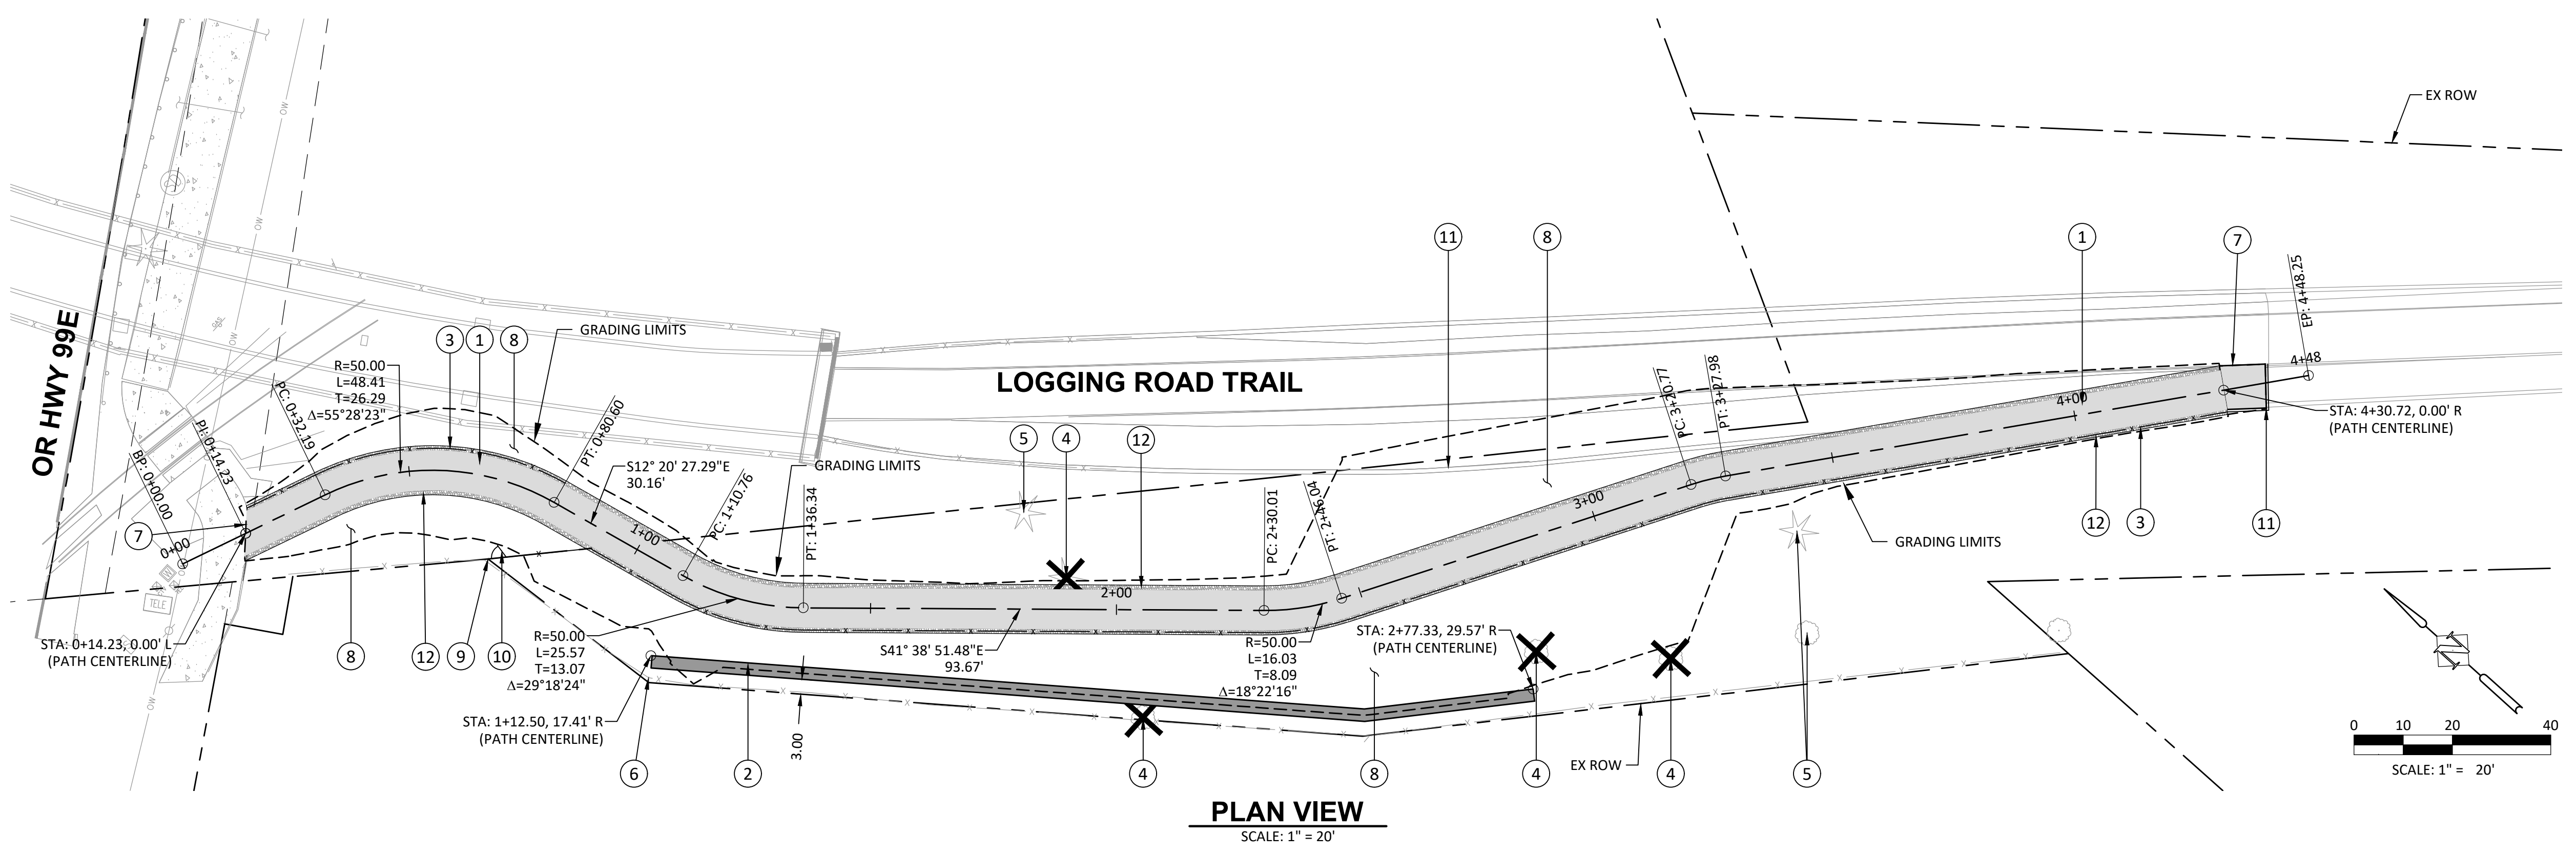 EX ROW
11
8
1
7
EP: 4+48.25
4+48
OR HWY 99E
GAS
OW
OW
OW
OW
3
1
8
GRADING LIMITS
R=50.00
L=48.41
T=26.29
Δ=55°28'23"
LOGGING ROAD TRAIL
PC: 0+32.19
PT: 0+80.60
PC: 3+20.77
PT: 3+27.98
4+00
STA: 4+30.72, 0.00' R
(PATH CENTERLINE)
PI: 0+14.23
BP: 0+00.00
5
4
12
GRADING LIMITS
S12° 20' 27.29"E
30.16'
PC: 1+10.76
PT: 1+36.34
PC: 2+30.01
PT: 2+46.04
3+00
7
0+00
1+00
2+00
12
3
11
GRADING LIMITS
TELE
STA: 0+14.23, 0.00' L
(PATH CENTERLINE)
8
12
9
10
R=50.00
L=25.57
T=13.07
Δ=29°18'24"
S41° 38' 51.48"E
93.67'
R=50.00
L=16.03
T=8.09
Δ=18°22'16"
STA: 2+77.33, 29.57' R
(PATH CENTERLINE)
N
STA: 1+12.50, 17.41' R
(PATH CENTERLINE)
3.00
6
2
4
8
4
EX ROW
4
5
0 10 20 40
SCALE: 1" = 20'
PLAN VIEW
SCALE: 1" = 20'